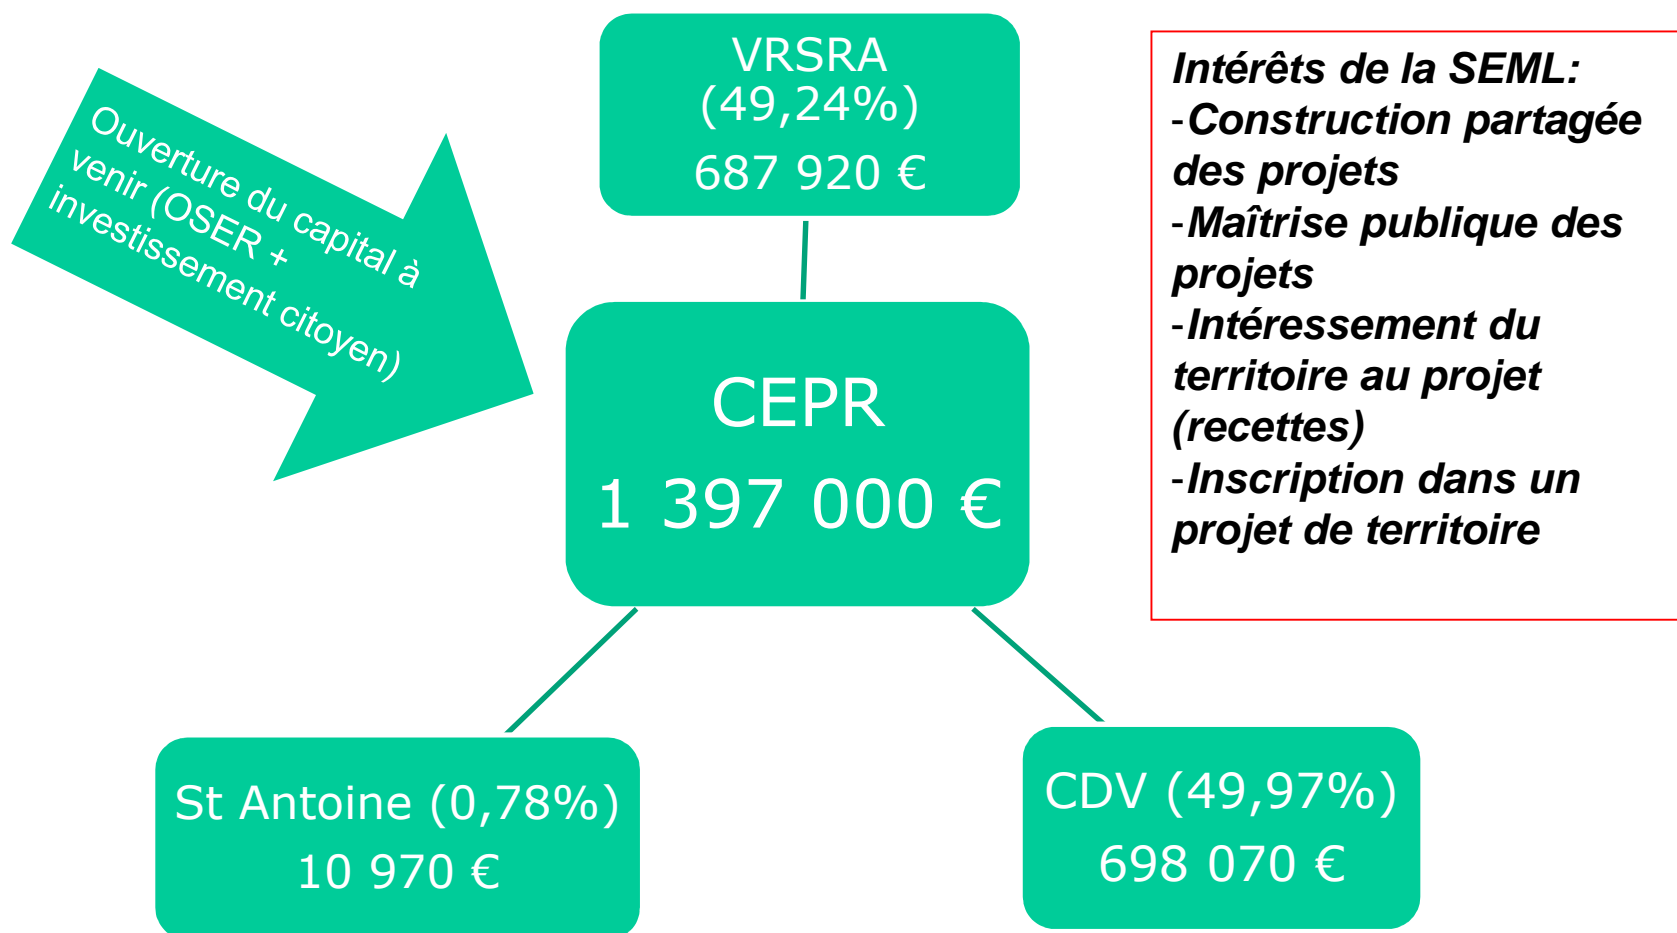 VRSRA
(49,24%)
687 920 €
Ouverture du capital à
venir (OSER +
investissement citoyen)
CEPR
1 397 000 €
St Antoine (0,78%)
10 970 €
CDV (49,97%)
698 070 €
Intérêts de la SEML:
-Construction partagée
des projets
-Maîtrise publique des
projets
-Intéressement du
territoire au projet
(recettes)
-Inscription dans un
projet de territoire